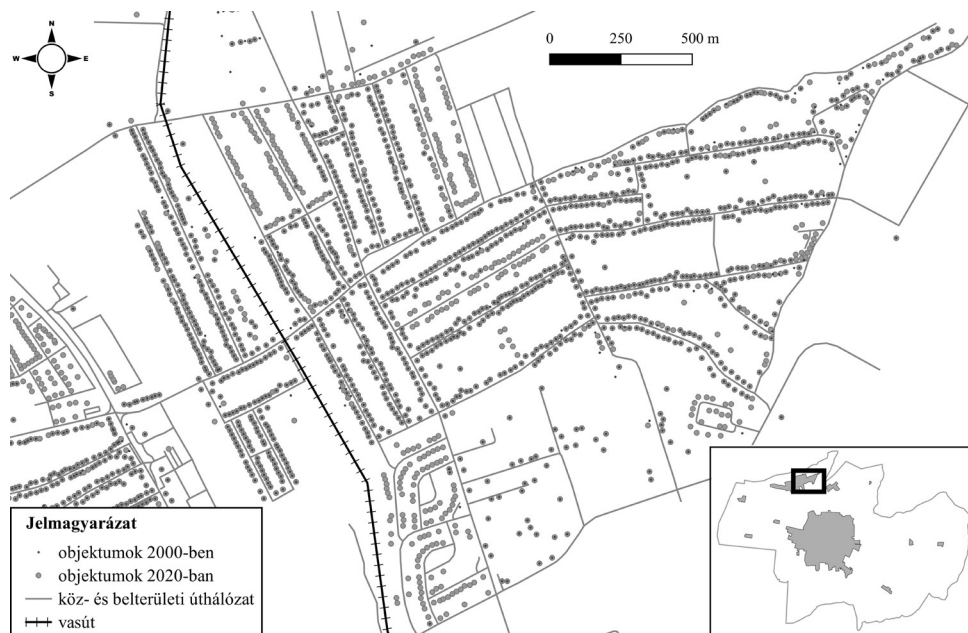 N
W E
S
0 250 500 m
Jelmagyarázat
objektumok 2000-ben
objektumok 2020-ban
köz- és belterületi úthálózat
vasút